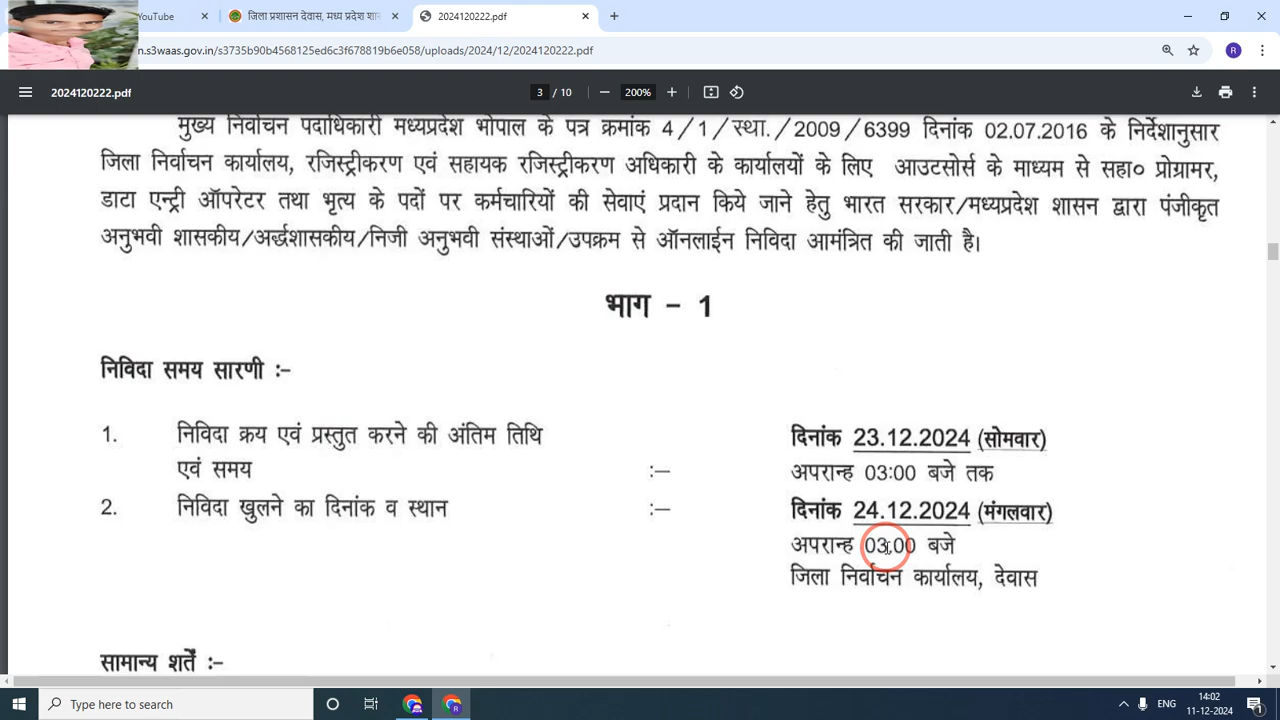 YouTube
जिला प्रशासन देवास, मध्य प्रदेश शास
2024120222.pdf
n.s3waas.gov.in/s3735b90b4568125ed6c3f678819b6e058/uploads/2024/12/2024120222.pdf
R
2024120222.pdf
3 / 10
200%
मुख्य निर्वाचन पदाधिकारी मध्यप्रदेश भोपाल के पत्र क्रमांक 4/1/स्था./2009/6399 दिनांक 02.07.2016 के निर्देशानुसार
जिला निर्वाचन कार्यालय, रजिस्ट्रीकरण एवं सहायक रजिस्ट्रीकरण अधिकारी के कार्यालयों के लिए आउटसोर्स के माध्यम से सहा० प्रोग्रामर,
डाटा एन्ट्री ऑपरेटर तथा भृत्य के पदों पर कर्मचारियों की सेवाएं प्रदान किये जाने हेतु भारत सरकार/मध्यप्रदेश शासन द्वारा पंजीकृत
अनुभवी शासकीय/अर्द्धशासकीय/निजी अनुभवी संस्थाओं/उपक्रम से ऑनलाईन निविदा आमंत्रित की जाती है।
भाग - 1
निविदा समय सारणी :-
1. निविदा क्रय एवं प्रस्तुत करने की अंतिम तिथि दिनांक 23.12.2024 (सोमवार)
एवं समय :- अपरान्ह 03:00 बजे तक
2. निविदा खुलने का दिनांक व स्थान :- दिनांक 24.12.2024 (मंगलवार)
अपरान्ह 03:00 बजे
जिला निर्वाचन कार्यालय, देवास
सामान्य शर्तें :-
Type here to search
ENG
14:02
11-12-2024
1